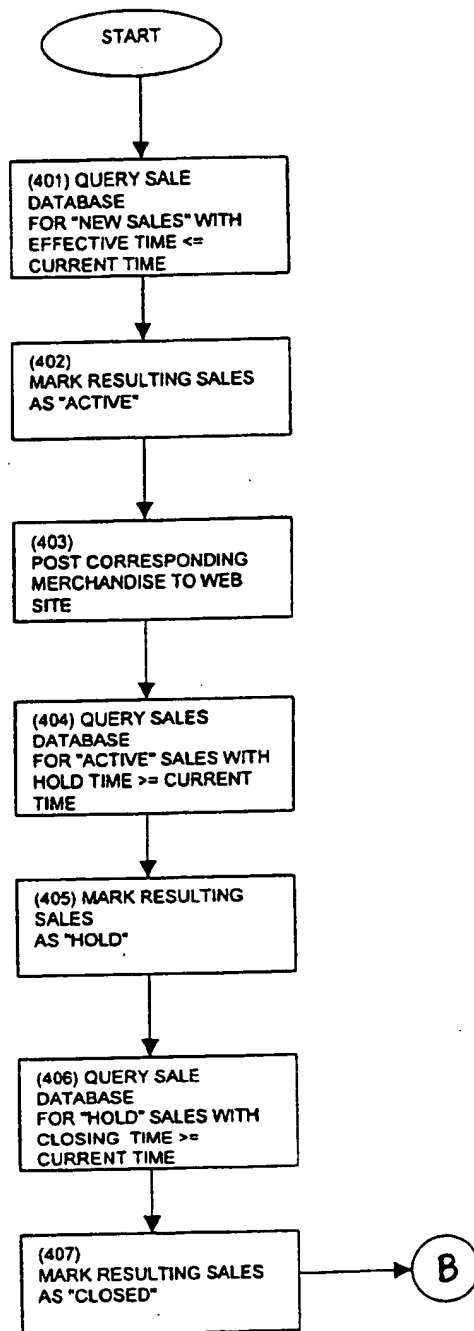 START
(401) QUERY SALE
DATABASE
FOR "NEW SALES" WITH
EFFECTIVE TIME <=
CURRENT TIME
(402)
MARK RESULTING SALES
AS "ACTIVE"
(403)
POST CORRESPONDING
MERCHANDISE TO WEB
SITE
(404) QUERY SALES
DATABASE
FOR "ACTIVE" SALES WITH
HOLD TIME >= CURRENT
TIME
(405) MARK RESULTING
SALES
AS "HOLD"
(406) QUERY SALE
DATABASE
FOR "HOLD" SALES WITH
CLOSING TIME >=
CURRENT TIME
(407)
MARK RESULTING SALES
AS "CLOSED"
B